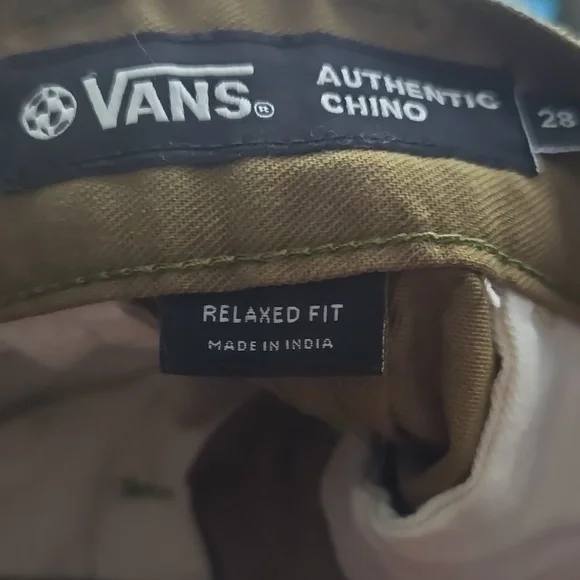 VANS®
AUTHENTIC
CHINO
28
RELAXED FIT
MADE IN INDIA